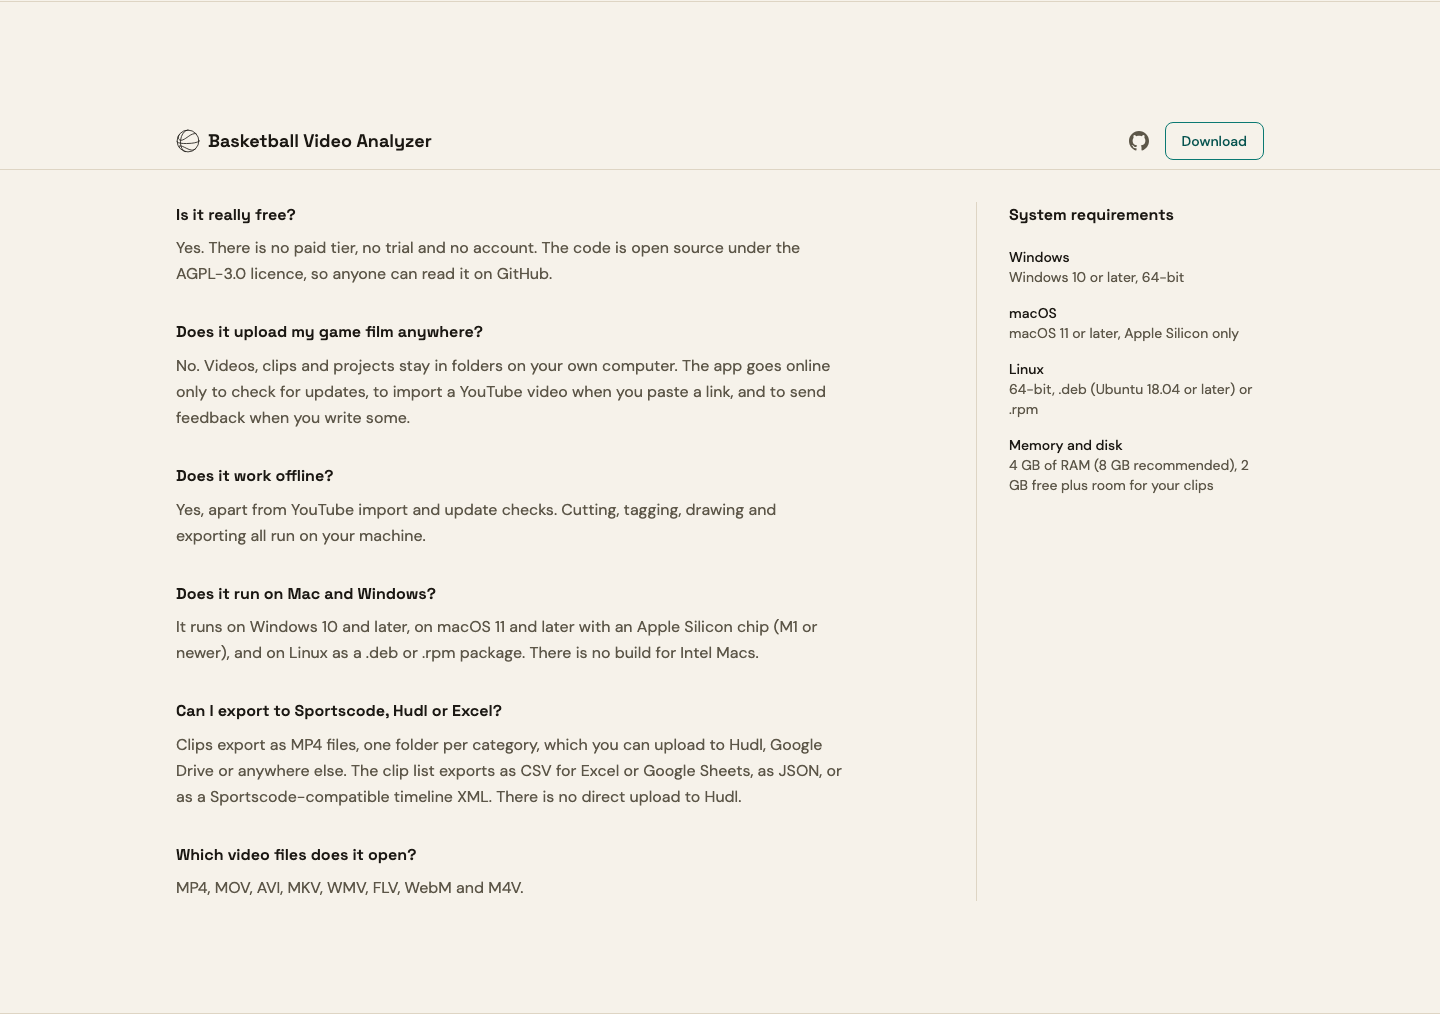 Basketball Video Analyzer
Download
Is it really free?
Yes. There is no paid tier, no trial and no account. The code is open source under the
AGPL-3.0 licence, so anyone can read it on GitHub.
Does it upload my game film anywhere?
No. Videos, clips and projects stay in folders on your own computer. The app goes online
only to check for updates, to import a YouTube video when you paste a link, and to send
feedback when you write some.
Does it work offline?
Yes, apart from YouTube import and update checks. Cutting, tagging, drawing and
exporting all run on your machine.
Does it run on Mac and Windows?
It runs on Windows 10 and later, on macOS 11 and later with an Apple Silicon chip (M1 or
newer), and on Linux as a .deb or .rpm package. There is no build for Intel Macs.
Can I export to Sportscode, Hudl or Excel?
Clips export as MP4 files, one folder per category, which you can upload to Hudl, Google
Drive or anywhere else. The clip list exports as CSV for Excel or Google Sheets, as JSON, or
as a Sportscode-compatible timeline XML. There is no direct upload to Hudl.
Which video files does it open?
MP4, MOV, AVI, MKV, WMV, FLV, WebM and M4V.
System requirements
Windows
Windows 10 or later, 64-bit
macOS
macOS 11 or later, Apple Silicon only
Linux
64-bit, .deb (Ubuntu 18.04 or later) or
.rpm
Memory and disk
4 GB of RAM (8 GB recommended), 2
GB free plus room for your clips